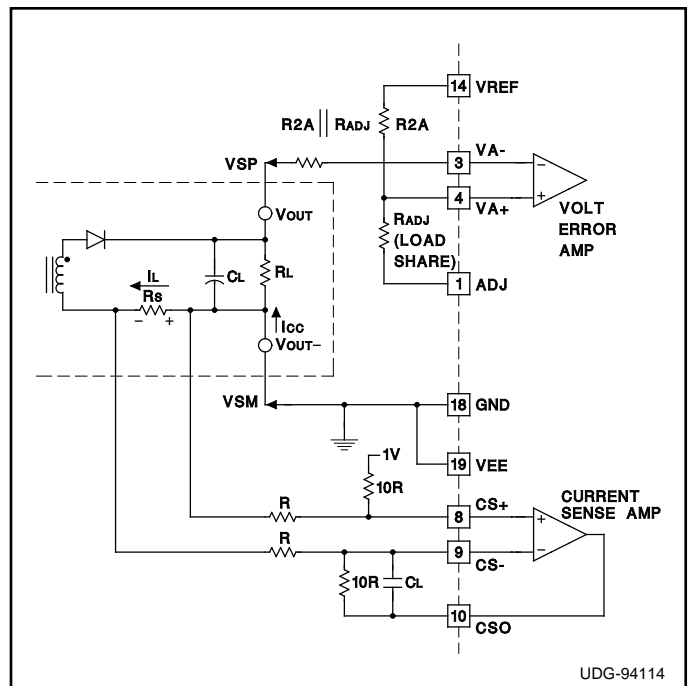 14 VREF
R2A || RADJ R2A
VSP
3 VA-
4 VA+
VOLT
ERROR
AMP
VOUT
RADJ
(LOAD
SHARE)
1 ADJ
CL
RL
IL
RS
- +
ICC
VOUT-
VSM
18 GND
19 VEE
1V
10R
R
8 CS+
CURRENT
SENSE AMP
R
9 CS-
10R CL
10 CSO
- +
+ -
UDG-94114